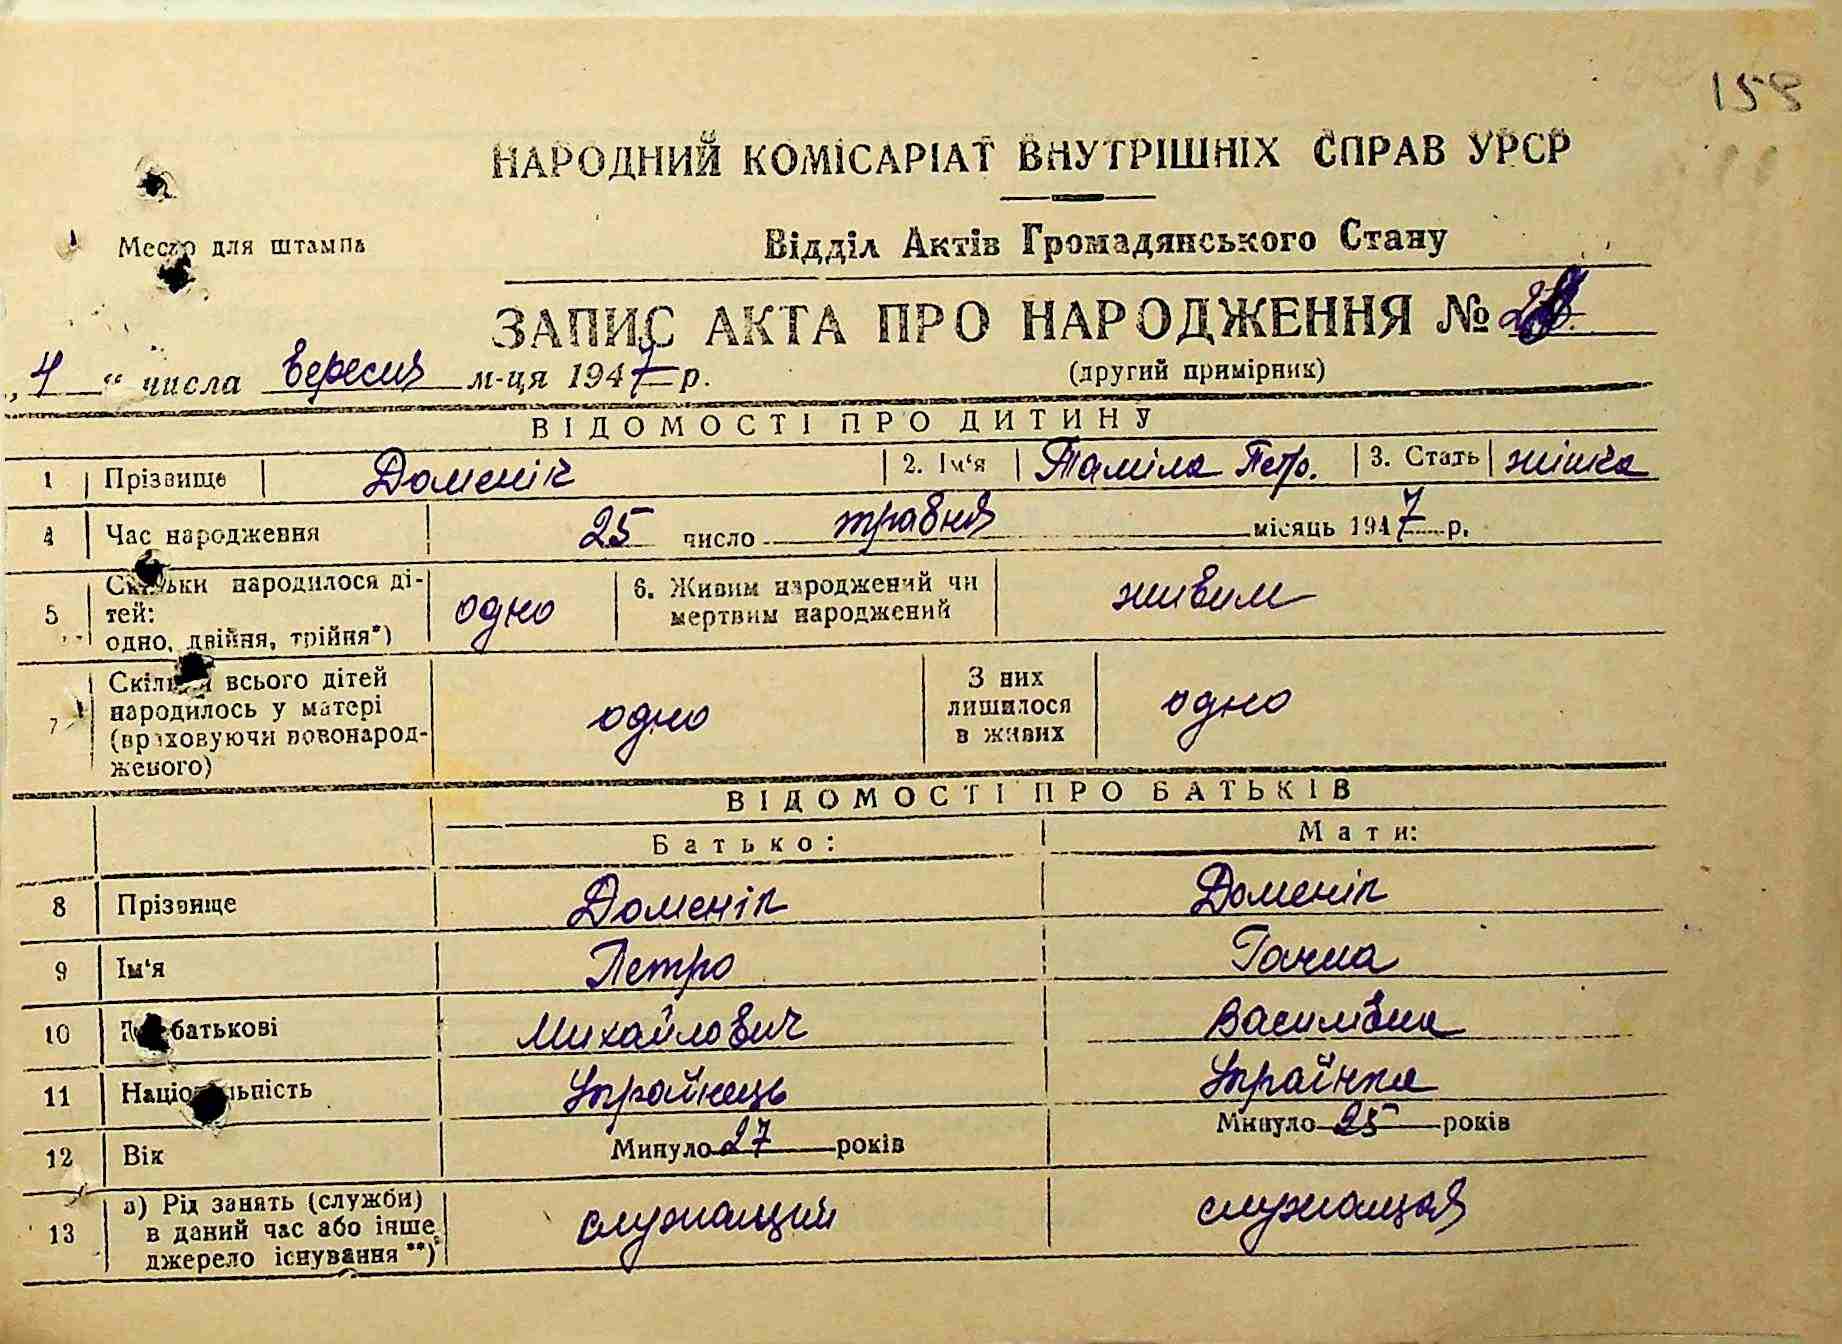 158
НАРОДНИЙ КОМІСАРІАТ ВНУТРІШНІХ СПРАВ УРСР
Место для штампа
Відділ Актів Громадянського Стану
ЗАПИС АКТА ПРО НАРОДЖЕННЯ №
(другий примірник)
„4“ числа вересня м-ця 1947 р.
ВІДОМОСТІ ПРО ДИТИНУ
1 Прізвище Доменік 2. Ім'я Таміла Петр. 3. Стать жінка
4 Час народження 25 число травня місяць 1947 р.
5 Скільки народилося ді-
тей:
одно, двійня, трійня*) одно 6. Живим народжений чи
мертвим народжений живим
7 Скільки всього дітей
народилось у матері
(враховуючи новонарод-
женого) одно З них
лишилося
в живих одно
ВІДОМОСТІ ПРО БАТЬКІВ
Батько: Мати:
8 Прізвище Доменік Доменік
9 Ім'я Петро Ганна
10 По батькові Михайлович Василівна
11 Національність Українець Українка
12 Вік Минуло 27 років Минуло 25 років
13 а) Рід занять (служби)
в даний час або інше
джерело існування **) служащий служащая